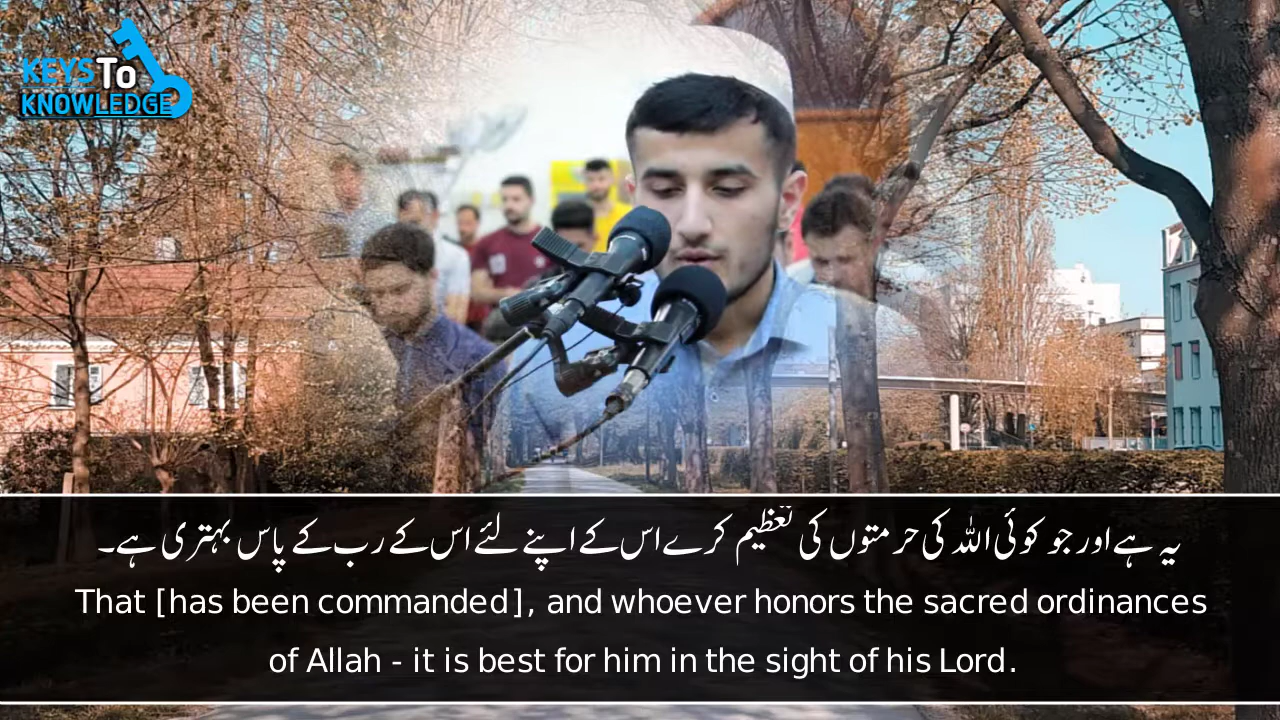 KEYS To
KNOWLEDGE
یہ ہے اور جو کوئی اللہ کی حرمتوں کی تعظیم کرے اس کے اپنے لئے اس کے رب کے پاس بہتری ہے۔
That [has been commanded], and whoever honors the sacred ordinances
of Allah - it is best for him in the sight of his Lord.